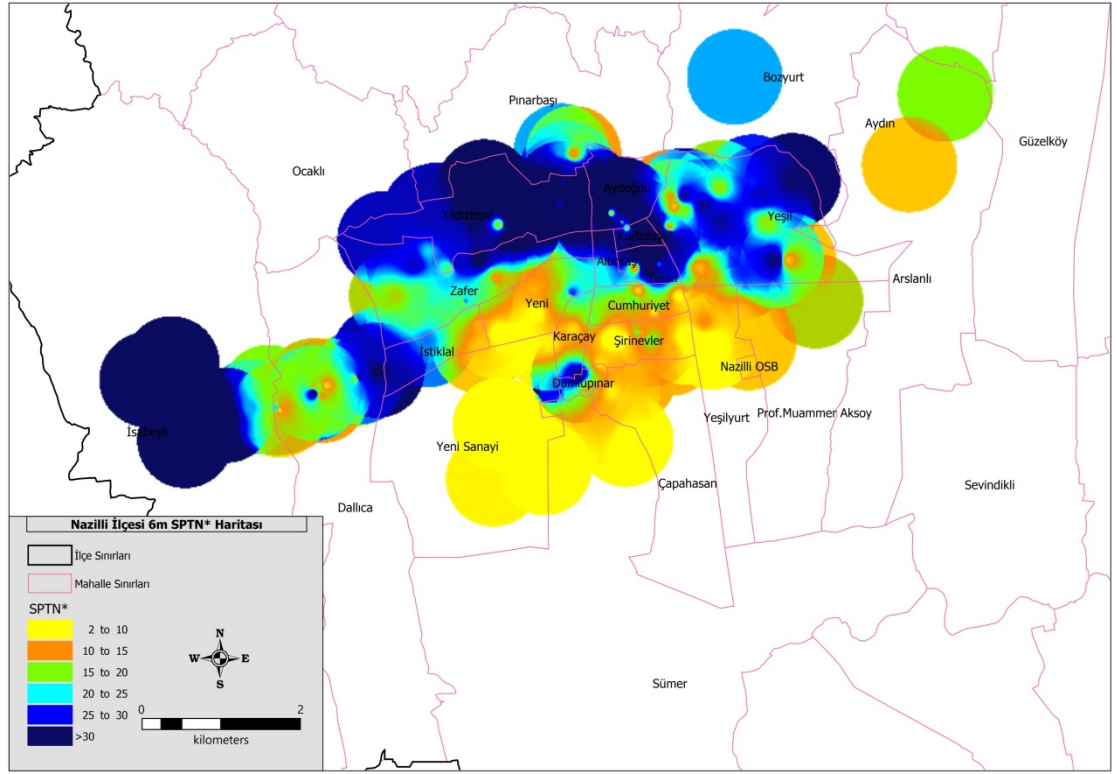 Bozyurt
Pınarbaşı
Aydın
Güzelköy
Ocaklı
Aydoğdu
Yıldıztepe
Yeşil
Kurtuluş
Altıntaş
Turan
Arslanlı
Zafer
Yeni
Cumhuriyet
Karaçay
Şirinevler
İstiklal
Nazilli OSB
Dumlupınar
İsabeyli
Yeşilyurt
Prof.Muammer Aksoy
Yeni Sanayi
Çapahasan
Sevindikli
Dallıca
Sümer
Nazilli İlçesi 6m SPTN* Haritası
İlçe Sınırları
Mahalle Sınırları
SPTN*
2 to 10
10 to 15
15 to 20
20 to 25
25 to 30
>30
N
W E
S
0 2
kilometers